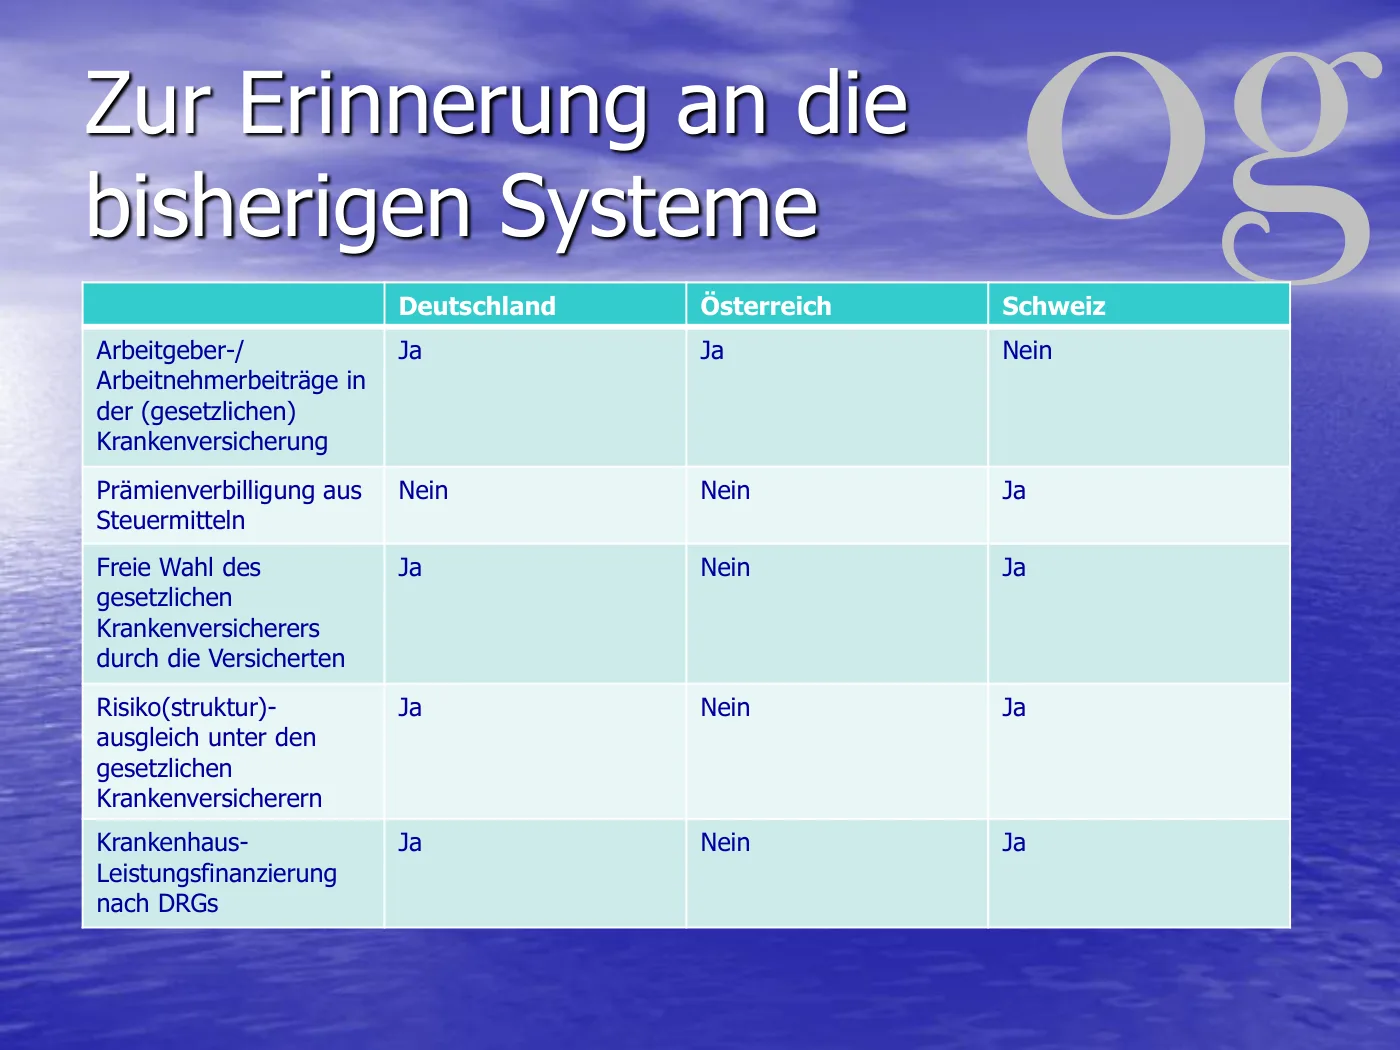 Zur Erinnerung an die
bisherigen Systeme
og
Deutschland Österreich Schweiz
Arbeitgeber-/ Ja Ja Nein
Arbeitnehmerbeiträge in
der (gesetzlichen)
Krankenversicherung
Prämienverbilligung aus Nein Nein Ja
Steuermitteln
Freie Wahl des Ja Nein Ja
gesetzlichen
Krankenversicherers
durch die Versicherten
Risiko(struktur)- Ja Nein Ja
ausgleich unter den
gesetzlichen
Krankenversicherern
Krankenhaus- Ja Nein Ja
Leistungsfinanzierung
nach DRGs